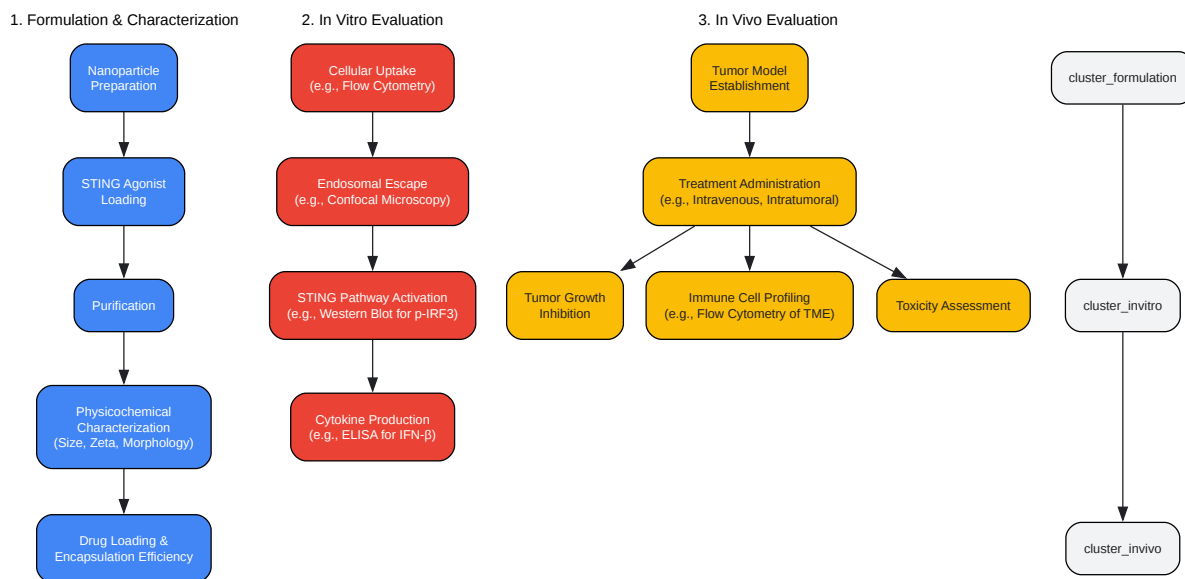 1. Formulation & Characterization
Nanoparticle
Preparation
STING Agonist
Loading
Purification
Physicochemical
Characterization
(Size, Zeta, Morphology)
Drug Loading &
Encapsulation Efficiency
2. In Vitro Evaluation
Cellular Uptake
(e.g., Flow Cytometry)
Endosomal Escape
(e.g., Confocal Microscopy)
STING Pathway Activation
(e.g., Western Blot for p-IRF3)
Cytokine Production
(e.g., ELISA for IFN-β)
3. In Vivo Evaluation
Tumor Model
Establishment
Treatment Administration
(e.g., Intravenous, Intratumoral)
Tumor Growth
Inhibition
Immune Cell Profiling
(e.g., Flow Cytometry of TME)
Toxicity Assessment
cluster_formulation
cluster_invitro
cluster_invivo